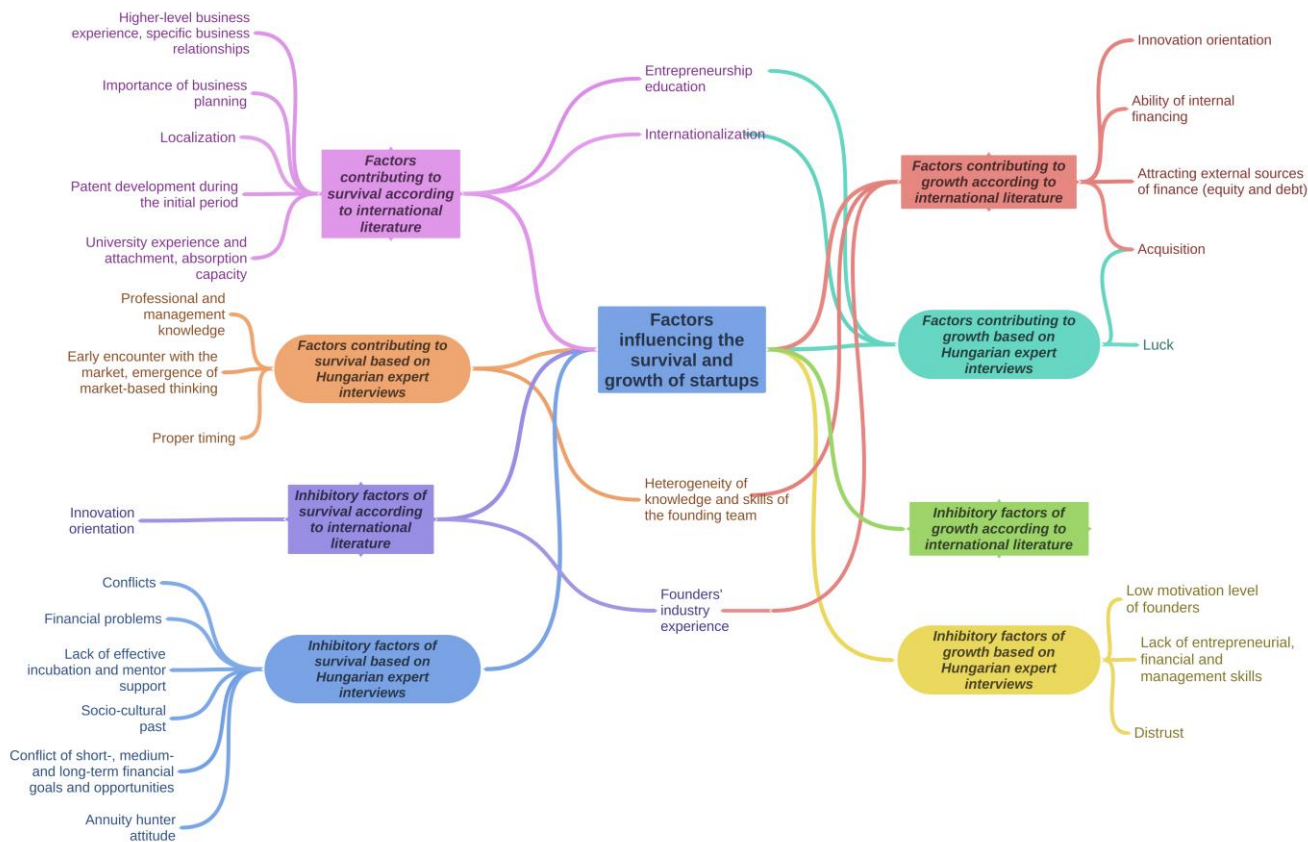 Higher-level business
experience, specific business
relationships
Importance of business
planning
Localization
Patent development during
the initial period
University experience and
attachment, absorption
capacity
Factors
contributing to
survival according
to international
literature
Entrepreneurship
education
Internationalization
Factors contributing to
growth according to
international literature
Innovation orientation
Ability of internal
financing
Attracting external sources
of finance (equity and debt)
Acquisition
Professional and
management
knowledge
Early encounter with the
market, emergence of
market-based thinking
Proper timing
Factors contributing to
survival based on
Hungarian expert
interviews
Factors
influencing the
survival and
growth of startups
Factors contributing to
growth based on
Hungarian expert
interviews
Luck
Innovation
orientation
Inhibitory factors of
survival according
to international
literature
Heterogeneity of
knowledge and skills of
the founding team
Inhibitory factors of
growth according to
international literature
Founders'
industry
experience
Conflicts
Financial problems
Lack of effective
incubation and mentor
support
Socio-cultural
past
Conflict of short-, medium-
and long-term financial
goals and opportunities
Annuity hunter
attitude
Inhibitory factors of
survival based on
Hungarian expert
interviews
Inhibitory factors of
growth based on
Hungarian expert
interviews
Low motivation level
of founders
Lack of entrepreneurial,
financial and
management skills
Distrust